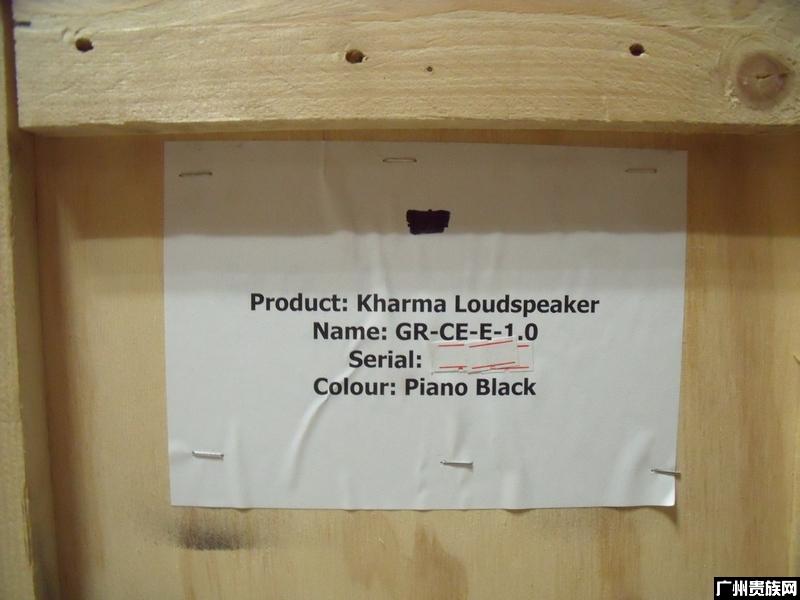 Product: Kharma Loudspeaker
Name: GR-CE-E-1.0
Serial:
Colour: Piano Black
广州贵族网